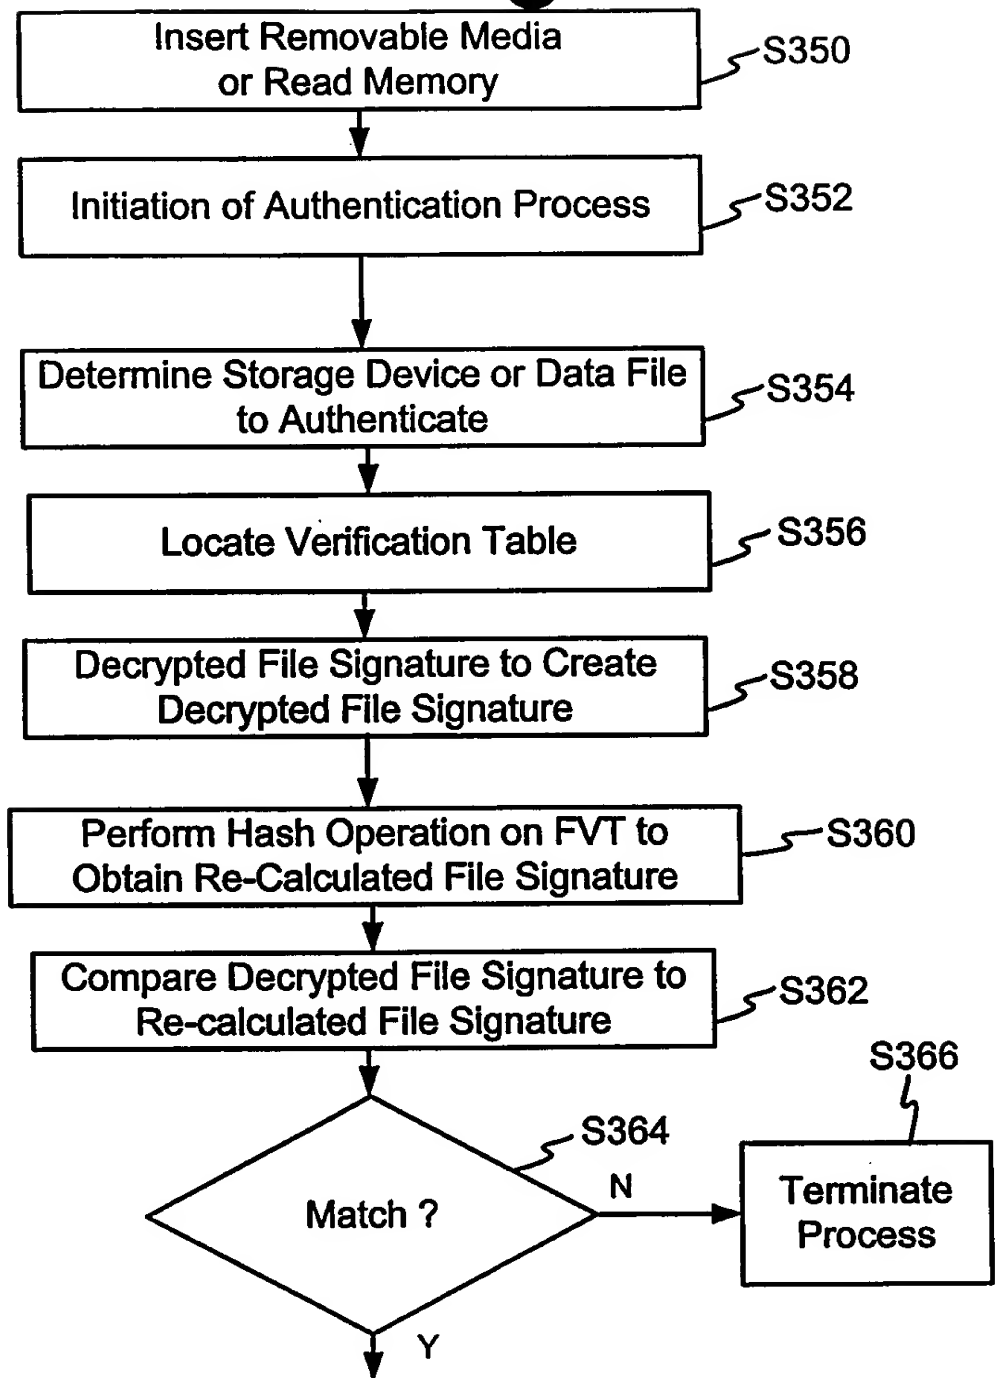 Insert Removable Media
or Read Memory
S350
Initiation of Authentication Process
S352
Determine Storage Device or Data File
to Authenticate
S354
Locate Verification Table
S356
Decrypted File Signature to Create
Decrypted File Signature
S358
Perform Hash Operation on FVT to
Obtain Re-Calculated File Signature
S360
Compare Decrypted File Signature to
Re-calculated File Signature
S362
S366
S364
N
Match ?
Terminate
Process
Y